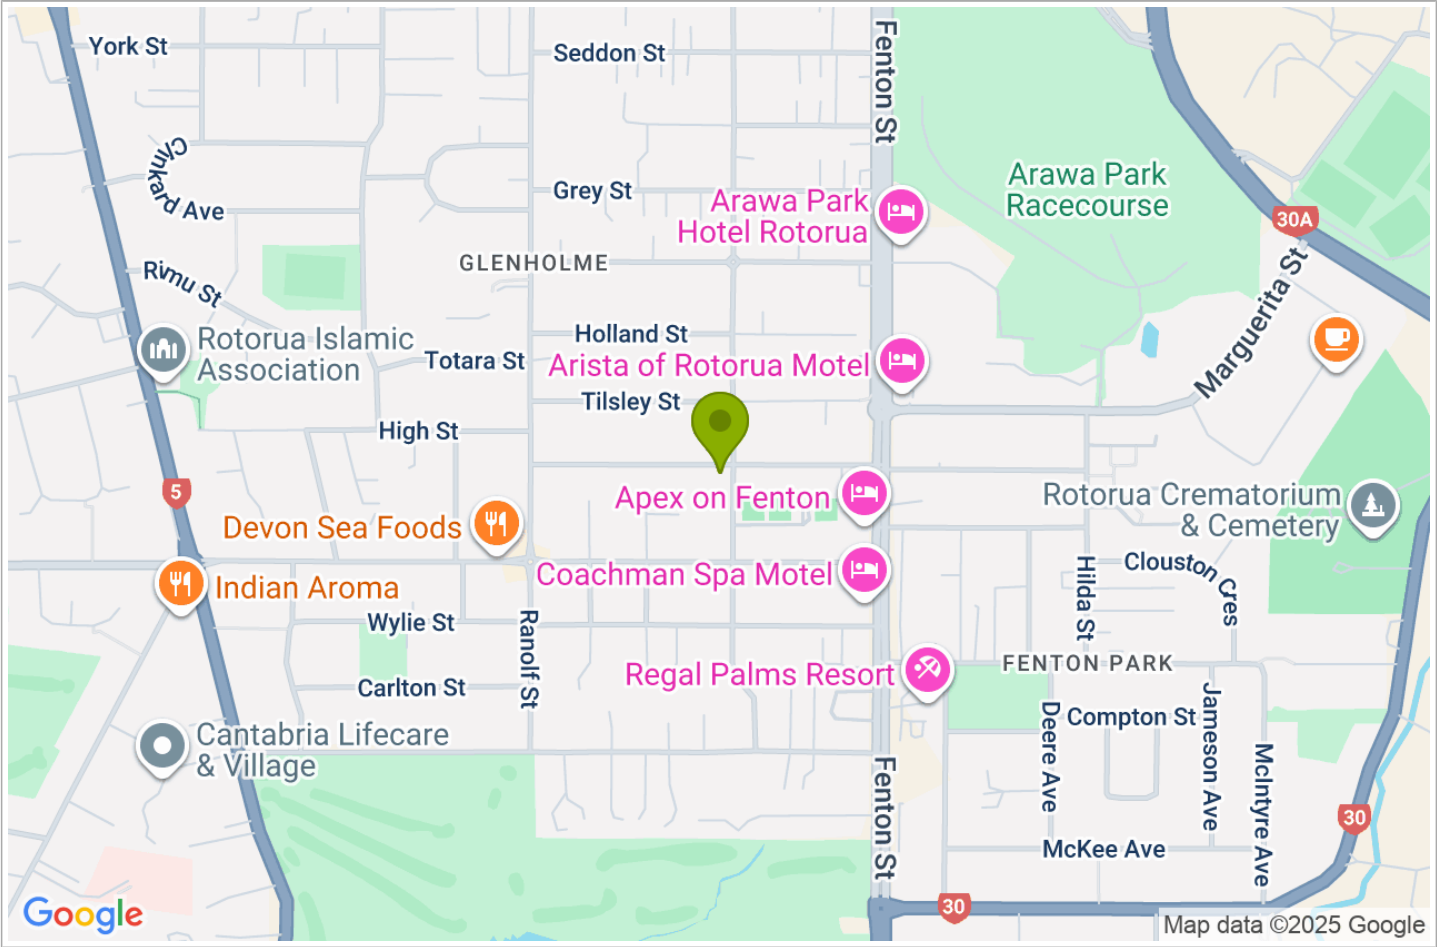 York St
Seddon St
Fenton St
Clinkard Ave
Grey St
Arawa Park
Racecourse
Arawa Park
Hotel Rotorua
30A
GLENHOLME
Rimu St
Marguerita St
Rotorua Islamic
Association
Holland St
Totara St
Arista of Rotorua Motel
Tilsley St
High St
5
Apex on Fenton
Rotorua Crematorium
& Cemetery
Devon Sea Foods
Coachman Spa Motel
Indian Aroma
Hilda St
Clouston Cres
Wylie St
Ranolf St
Regal Palms Resort
FENTON PARK
Carlton St
Cantabria Lifecare
& Village
Deere Ave
Compton St
Jameson Ave
McIntyre Ave
Fenton St
30
McKee Ave
30
Google
Map data ©2025 Google